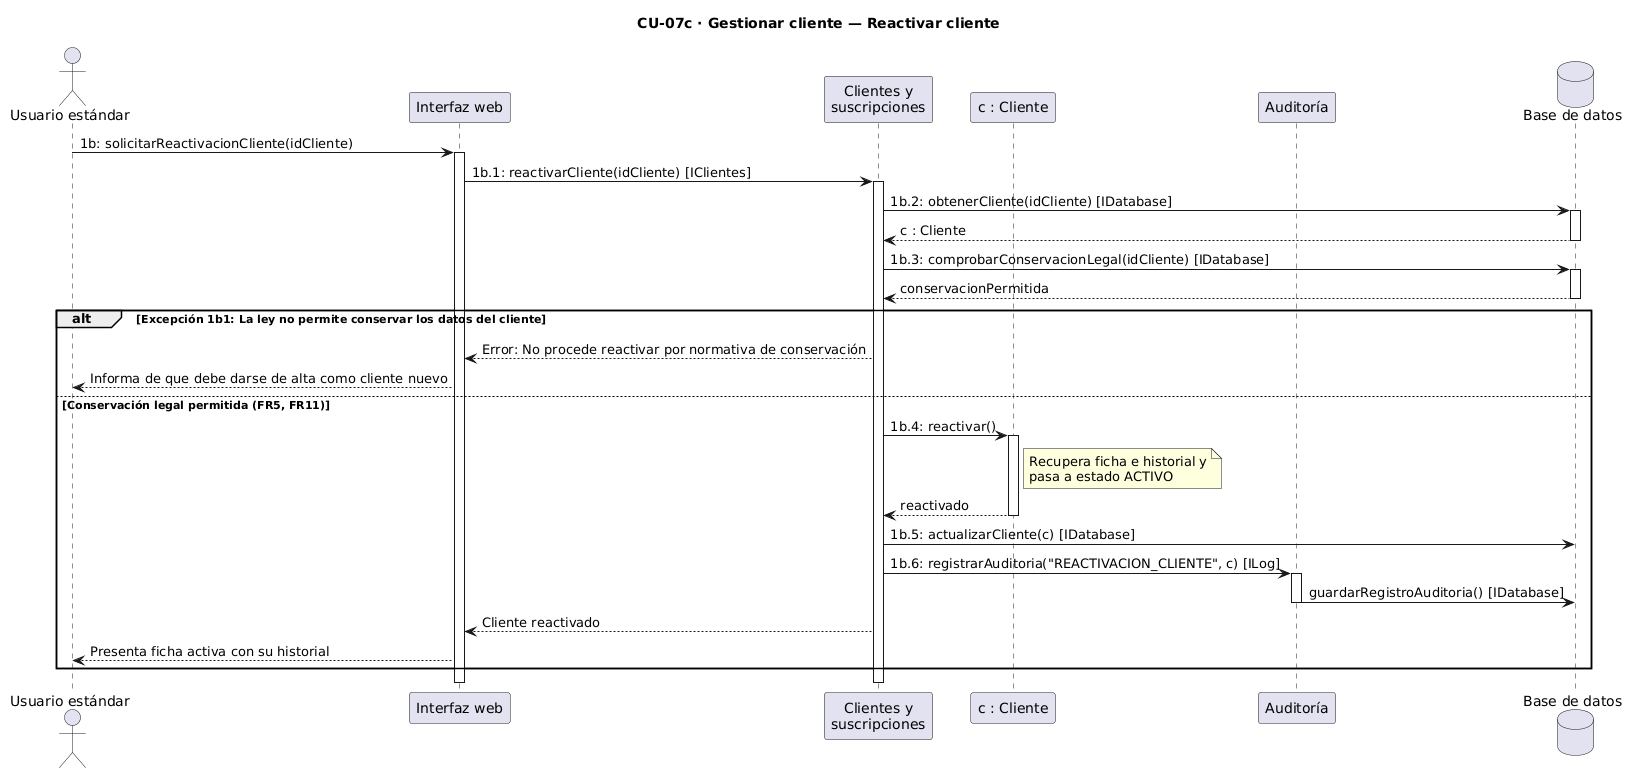 CU-07c · Gestionar cliente — Reactivar cliente
Usuario estándar
Interfaz web
Clientes y
suscripciones
c : Cliente
Auditoría
Base de datos
1b: solicitarReactivacionCliente(idCliente)
1b.1: reactivarCliente(idCliente) [IClientes]
1b.2: obtenerCliente(idCliente) [IDatabase]
c : Cliente
1b.3: comprobarConservacionLegal(idCliente) [IDatabase]
conservacionPermitida
alt [Excepción 1b1: La ley no permite conservar los datos del cliente]
Error: No procede reactivar por normativa de conservación
Informa de que debe darse de alta como cliente nuevo
[Conservación legal permitida (FR5, FR11)]
1b.4: reactivar()
Recupera ficha e historial y
pasa a estado ACTIVO
reactivado
1b.5: actualizarCliente(c) [IDatabase]
1b.6: registrarAuditoria("REACTIVACION_CLIENTE", c) [ILog]
guardarRegistroAuditoria() [IDatabase]
Cliente reactivado
Presenta ficha activa con su historial
Usuario estándar
Interfaz web
Clientes y
suscripciones
c : Cliente
Auditoría
Base de datos